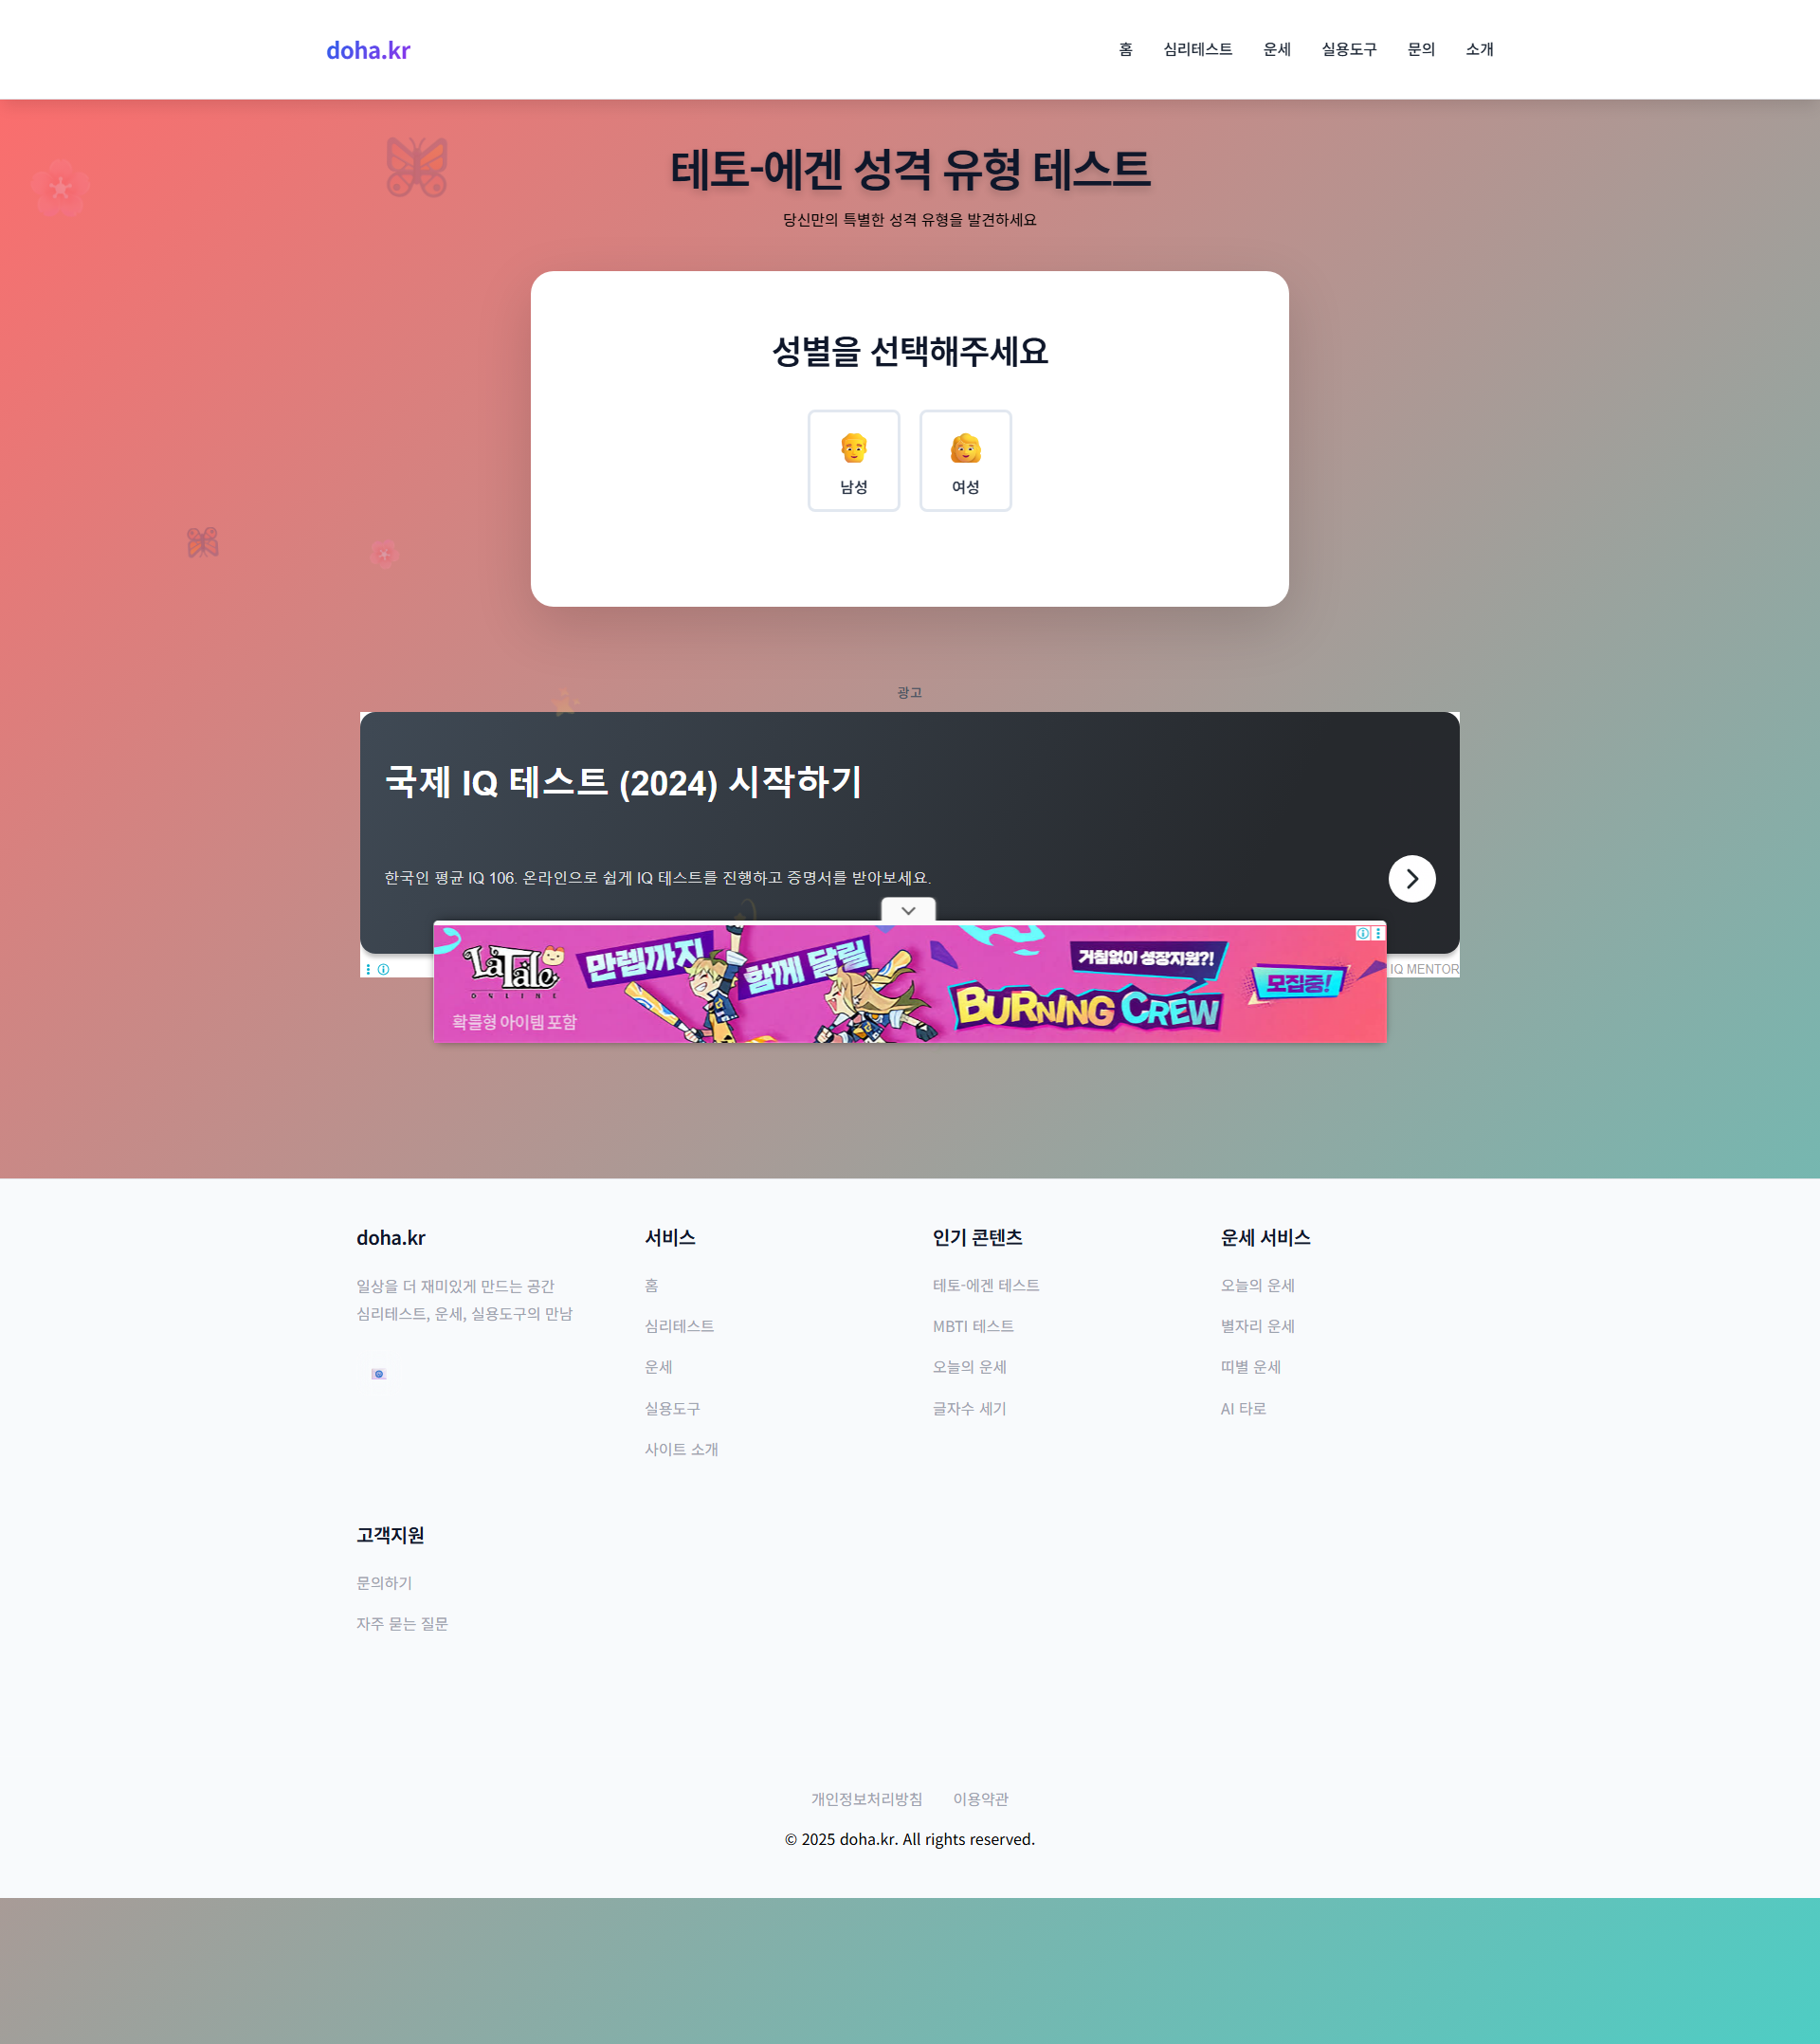 doha.kr
홈 심리테스트 운세 실용도구 문의 소개
테토-에겐 성격 유형 테스트
당신만의 특별한 성격 유형을 발견하세요
성별을 선택해주세요
남성 여성
광고
국제 IQ 테스트 (2024) 시작하기
한국인 평균 IQ 106. 온라인으로 쉽게 IQ 테스트를 진행하고 증명서를 받아보세요.
IQ MENTOR
LaTale
ONLINE
확률형 아이템 포함
만렙까지
함께 달릴
거침없이 성장지원?!
BURNING CREW
모집중!
doha.kr
일상을 더 재미있게 만드는 공간
심리테스트, 운세, 실용도구의 만남
서비스
홈
심리테스트
운세
실용도구
사이트 소개
인기 콘텐츠
테토-에겐 테스트
MBTI 테스트
오늘의 운세
글자수 세기
운세 서비스
오늘의 운세
별자리 운세
띠별 운세
AI 타로
고객지원
문의하기
자주 묻는 질문
개인정보처리방침 이용약관
© 2025 doha.kr. All rights reserved.